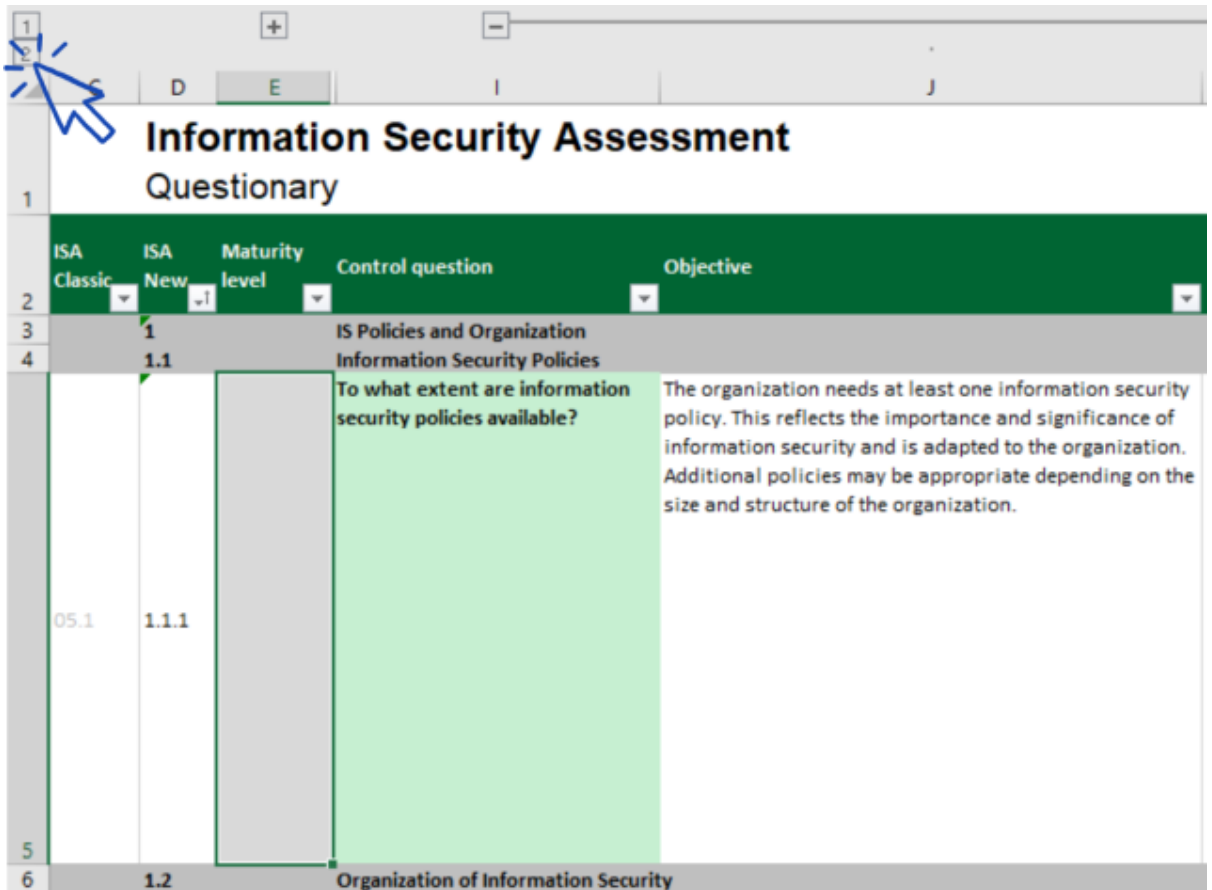 1
2
C D E I J
1 Information Security Assessment
Questionary
2 ISA Classic ISA New Maturity level Control question Objective
3 1 IS Policies and Organization
4 1.1 Information Security Policies
5 05.1 1.1.1
To what extent are information
security policies available?
The organization needs at least one information security
policy. This reflects the importance and significance of
information security and is adapted to the organization.
Additional policies may be appropriate depending on the
size and structure of the organization.
6 1.2 Organization of Information Security